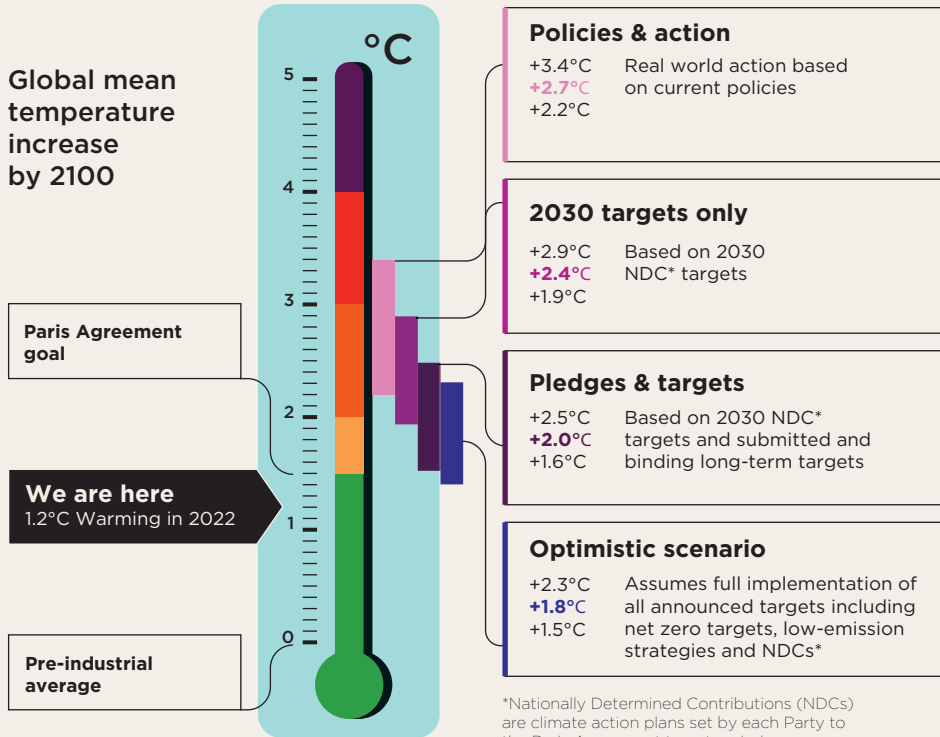 Global mean
temperature
increase
by 2100
°C
5
4
3
2
1
0
Paris Agreement
goal
We are here
1.2°C Warming in 2022
Pre-industrial
average
Policies & action
+3.4°C Real world action based
+2.7°C on current policies
+2.2°C
2030 targets only
+2.9°C Based on 2030
+2.4°C NDC* targets
+1.9°C
Pledges & targets
+2.5°C Based on 2030 NDC*
+2.0°C targets and submitted and
+1.6°C binding long-term targets
Optimistic scenario
+2.3°C Assumes full implementation of
+1.8°C all announced targets including
+1.5°C net zero targets, low-emission
strategies and NDCs*
*Nationally Determined Contributions (NDCs)
are climate action plans set by each Party to